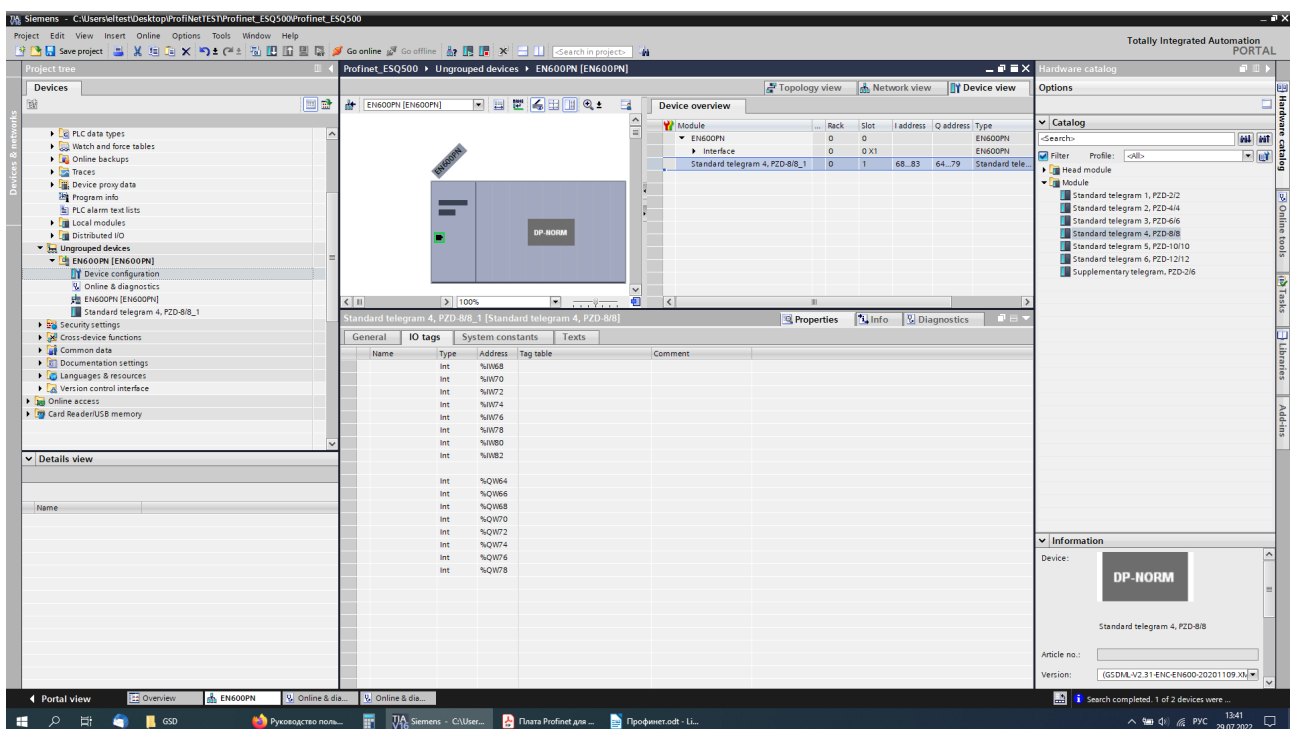 Siemens - C:\Users\eltest\Desktop\ProfiNetTEST\Profinet_ESQ500\Profinet_ESQ500
Project Edit View Insert Online Options Tools Window Help
Totally Integrated Automation
PORTAL
Save project
Go online
Go offline
<Search in project>
Project tree
Profinet_ESQ500 ▸ Ungrouped devices ▸ EN600PN [EN600PN]
Hardware catalog
Devices
Topology view
Network view
Device view
Options
EN600PN [EN600PN]
Device overview
Module ... Rack Slot I address Q address Type
EN600PN 0 0 EN600PN
Interface 0 0 X1 EN600PN
Standard telegram 4, PZD-8/8_1 0 1 68...83 64...79 Standard tele...
EN600PN
DP-NORM
100%
PLC data types
Watch and force tables
Online backups
Traces
Device proxy data
Program info
PLC alarm text lists
Local modules
Distributed I/O
Ungrouped devices
EN600PN [EN600PN]
Device configuration
Online & diagnostics
EN600PN [EN600PN]
Standard telegram 4, PZD-8/8_1
Security settings
Cross-device functions
Common data
Documentation settings
Languages & resources
Version control interface
Online access
Card Reader/USB memory
Details view
Name
Devices & networks
Standard telegram 4, PZD-8/8_1 [Standard telegram 4, PZD-8/8]
Properties
Info
Diagnostics
General
IO tags
System constants
Texts
Name Type Address Tag table Comment
Int %IW68
Int %IW70
Int %IW72
Int %IW74
Int %IW76
Int %IW78
Int %IW80
Int %IW82
Int %QW64
Int %QW66
Int %QW68
Int %QW70
Int %QW72
Int %QW74
Int %QW76
Int %QW78
Catalog
<Search>
Filter Profile: <All>
Head module
Module
Standard telegram 1, PZD-2/2
Standard telegram 2, PZD-4/4
Standard telegram 3, PZD-6/6
Standard telegram 4, PZD-8/8
Standard telegram 5, PZD-10/10
Standard telegram 6, PZD-12/12
Supplementary telegram, PZD-2/6
Information
Device:
DP-NORM
Standard telegram 4, PZD-8/8
Article no.:
Version: (GSDML-V2.31-ENC-EN600-20201109.XM
Hardware catalog
Online tools
Tasks
Libraries
Add-ins
Portal view
Overview
EN600PN
Online & dia...
Online & dia...
Search completed. 1 of 2 devices were ...
GSD
Руководство поль...
Siemens - C:\User...
Плата Profinet для ...
Профинет.odt - Li...
РУС
13:41
29.07.2022